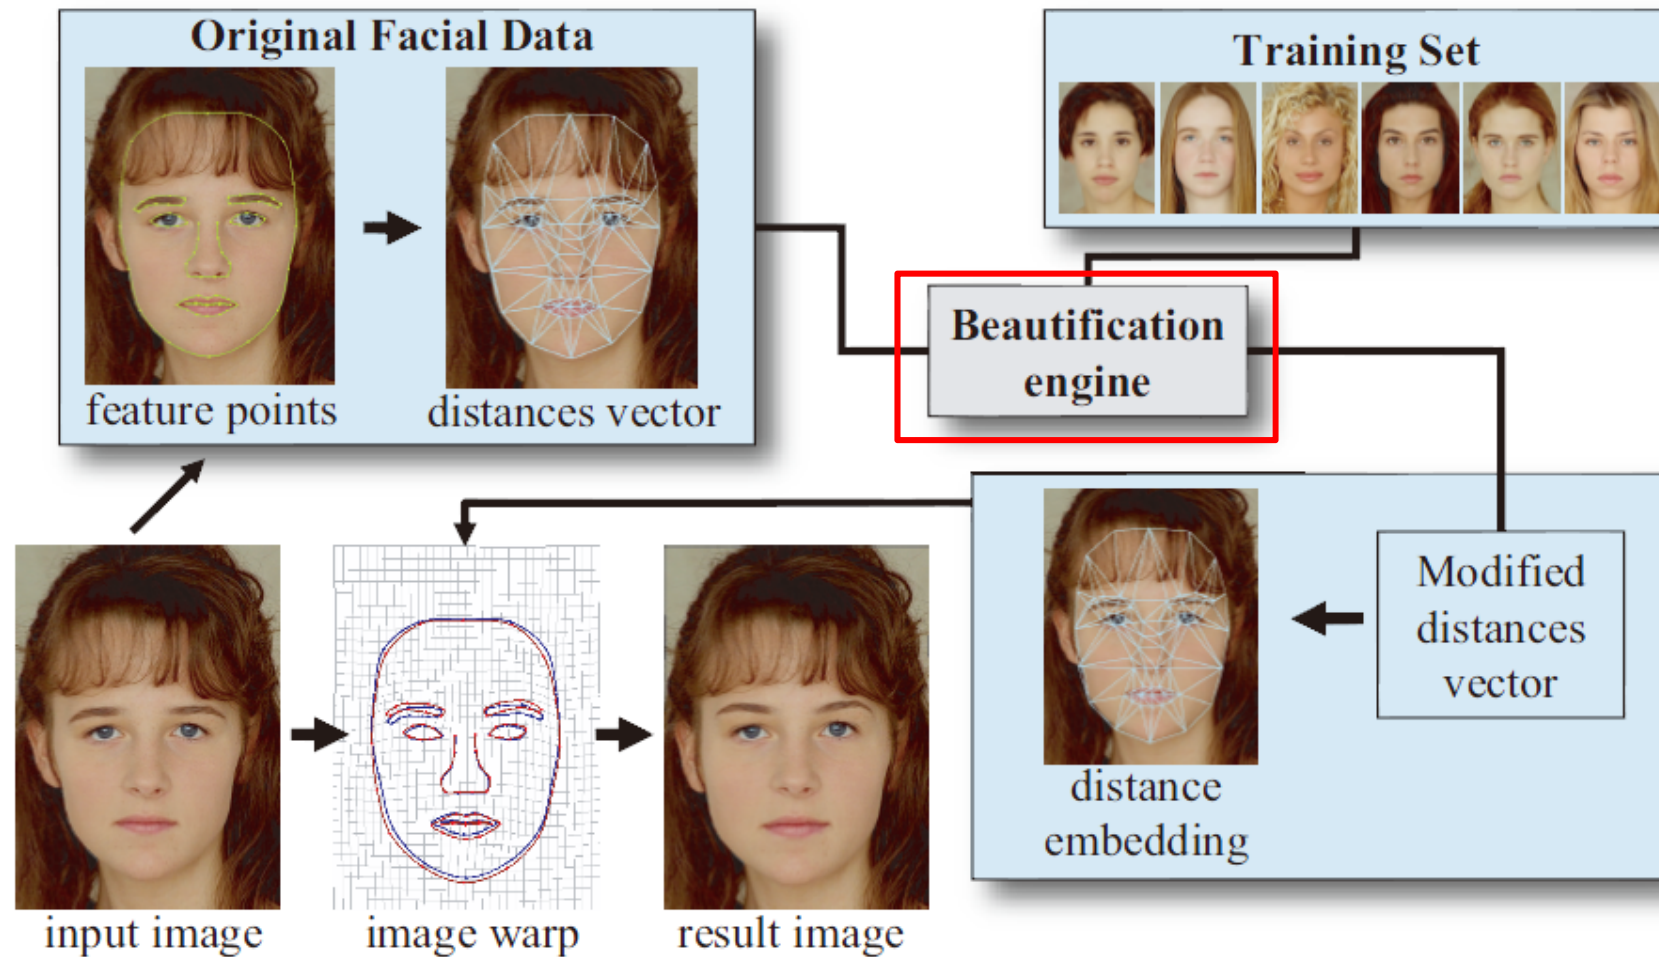 Original Facial Data
feature points
distances vector
Training Set
Beautification
engine
Modified
distances
vector
distance
embedding
input image
image warp
result image